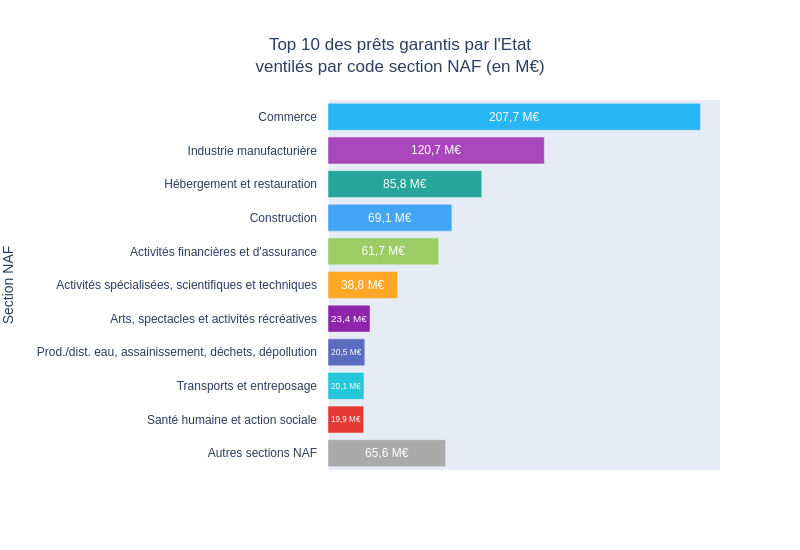 Top 10 des prêts garantis par l'Etat
ventilés par code section NAF (en M€)
Section NAF
Commerce 207,7 M€
Industrie manufacturière 120,7 M€
Hébergement et restauration 85,8 M€
Construction 69,1 M€
Activités financières et d'assurance 61,7 M€
Activités spécialisées, scientifiques et techniques 38,8 M€
Arts, spectacles et activités récréatives 23,4 M€
Prod./dist. eau, assainissement, déchets, dépollution 20,5 M€
Transports et entreposage 20,1 M€
Santé humaine et action sociale 19,9 M€
Autres sections NAF 65,6 M€